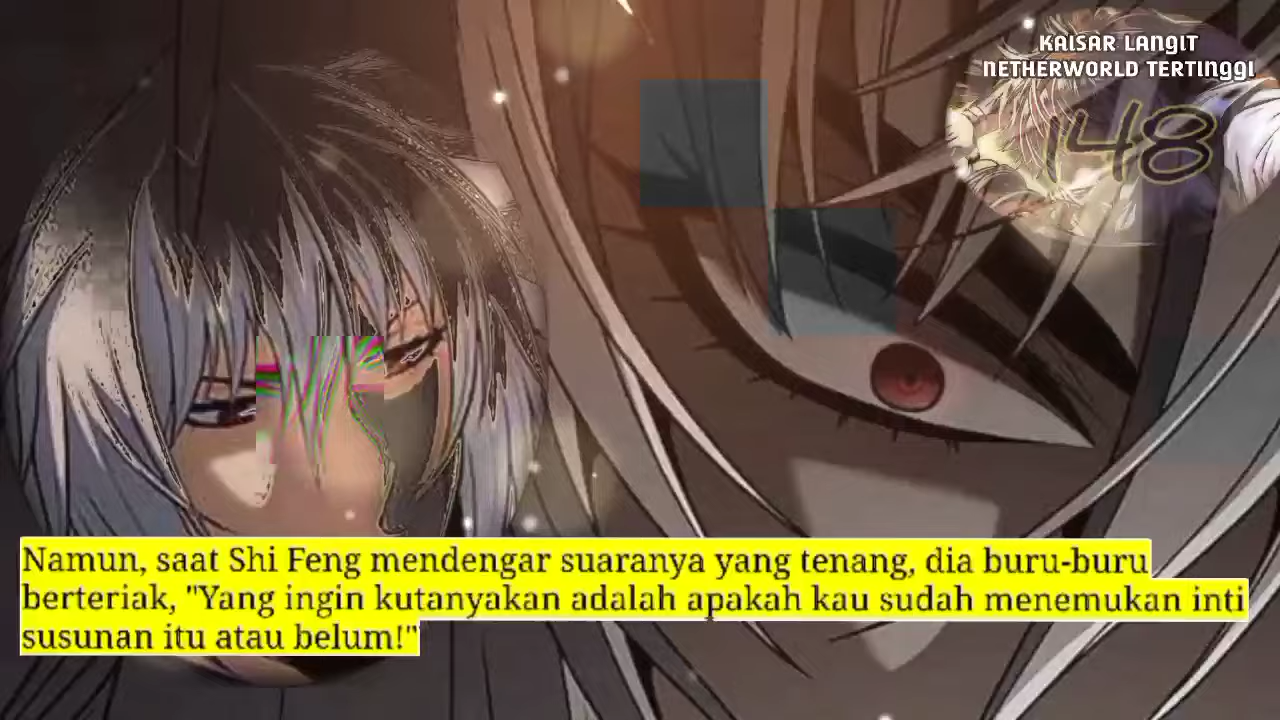 KAISAR LANGIT
NETHERWORLD TERTINGGI
148
Namun, saat Shi Feng mendengar suaranya yang tenang, dia buru-buru
berteriak, "Yang ingin kutanyakan adalah apakah kau sudah menemukan inti
susunan itu atau belum!"